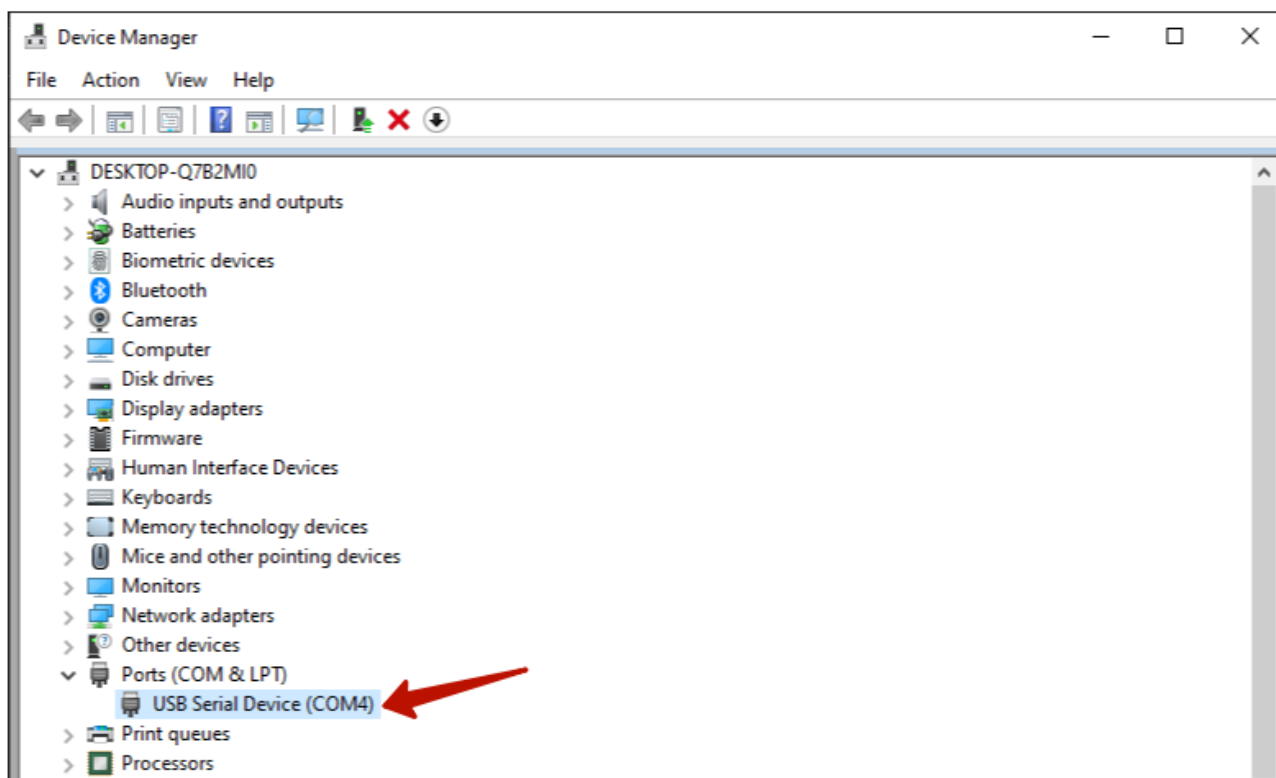 Device Manager
File Action View Help
DESKTOP-Q7B2MI0
Audio inputs and outputs
Batteries
Biometric devices
Bluetooth
Cameras
Computer
Disk drives
Display adapters
Firmware
Human Interface Devices
Keyboards
Memory technology devices
Mice and other pointing devices
Monitors
Network adapters
Other devices
Ports (COM & LPT)
USB Serial Device (COM4)
Print queues
Processors